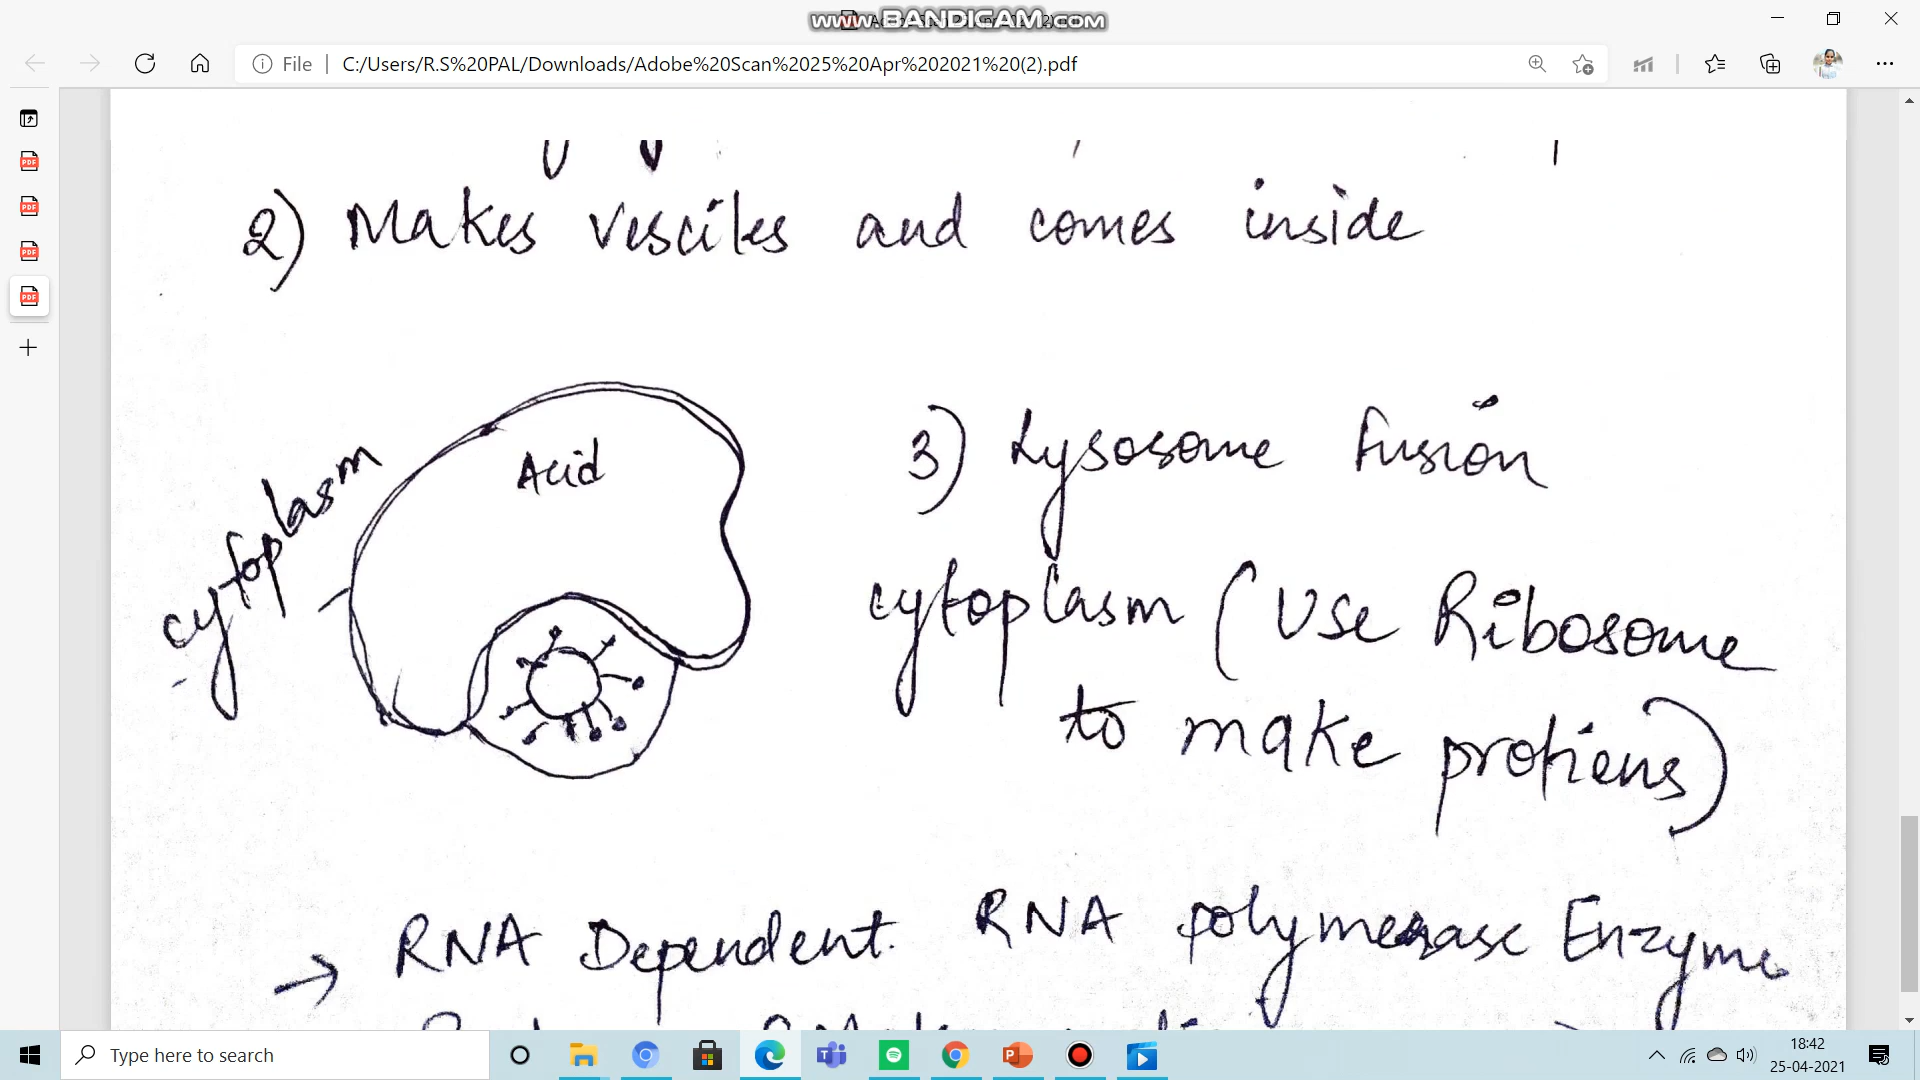 www.BANDICAM.com
File
C:/Users/R.S%20PAL/Downloads/Adobe%20Scan%2025%20Apr%202021%20(2).pdf
2) Makes vesciles and comes inside
Acid
cytoplasm
3) Lysosome Fusion
cytoplasm (Use Ribosome
to make protiens)
→ RNA Dependent. RNA polymerase Enzyme
Type here to search
18:42
25-04-2021